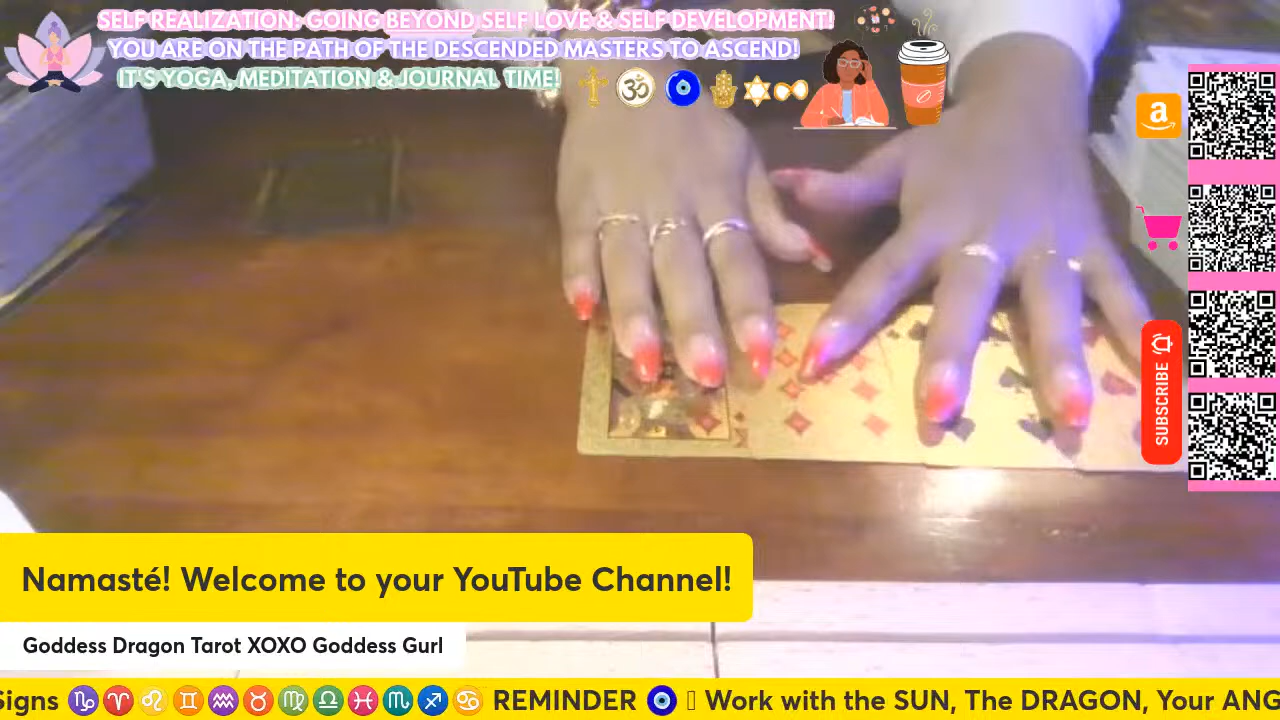 SELF REALIZATION: GOING BEYOND SELF LOVE & SELF DEVELOPMENT!
YOU ARE ON THE PATH OF THE DESCENDED MASTERS TO ASCEND!
IT'S YOGA, MEDITATION & JOURNAL TIME!
SUBSCRIBE
Namasté! Welcome to your YouTube Channel!
Goddess Dragon Tarot XOXO Goddess Gurl
Signs ♑♈♌♊♒♉♍♎♓♏♐♋ REMINDER 🧿 Work with the SUN, The DRAGON, Your ANG